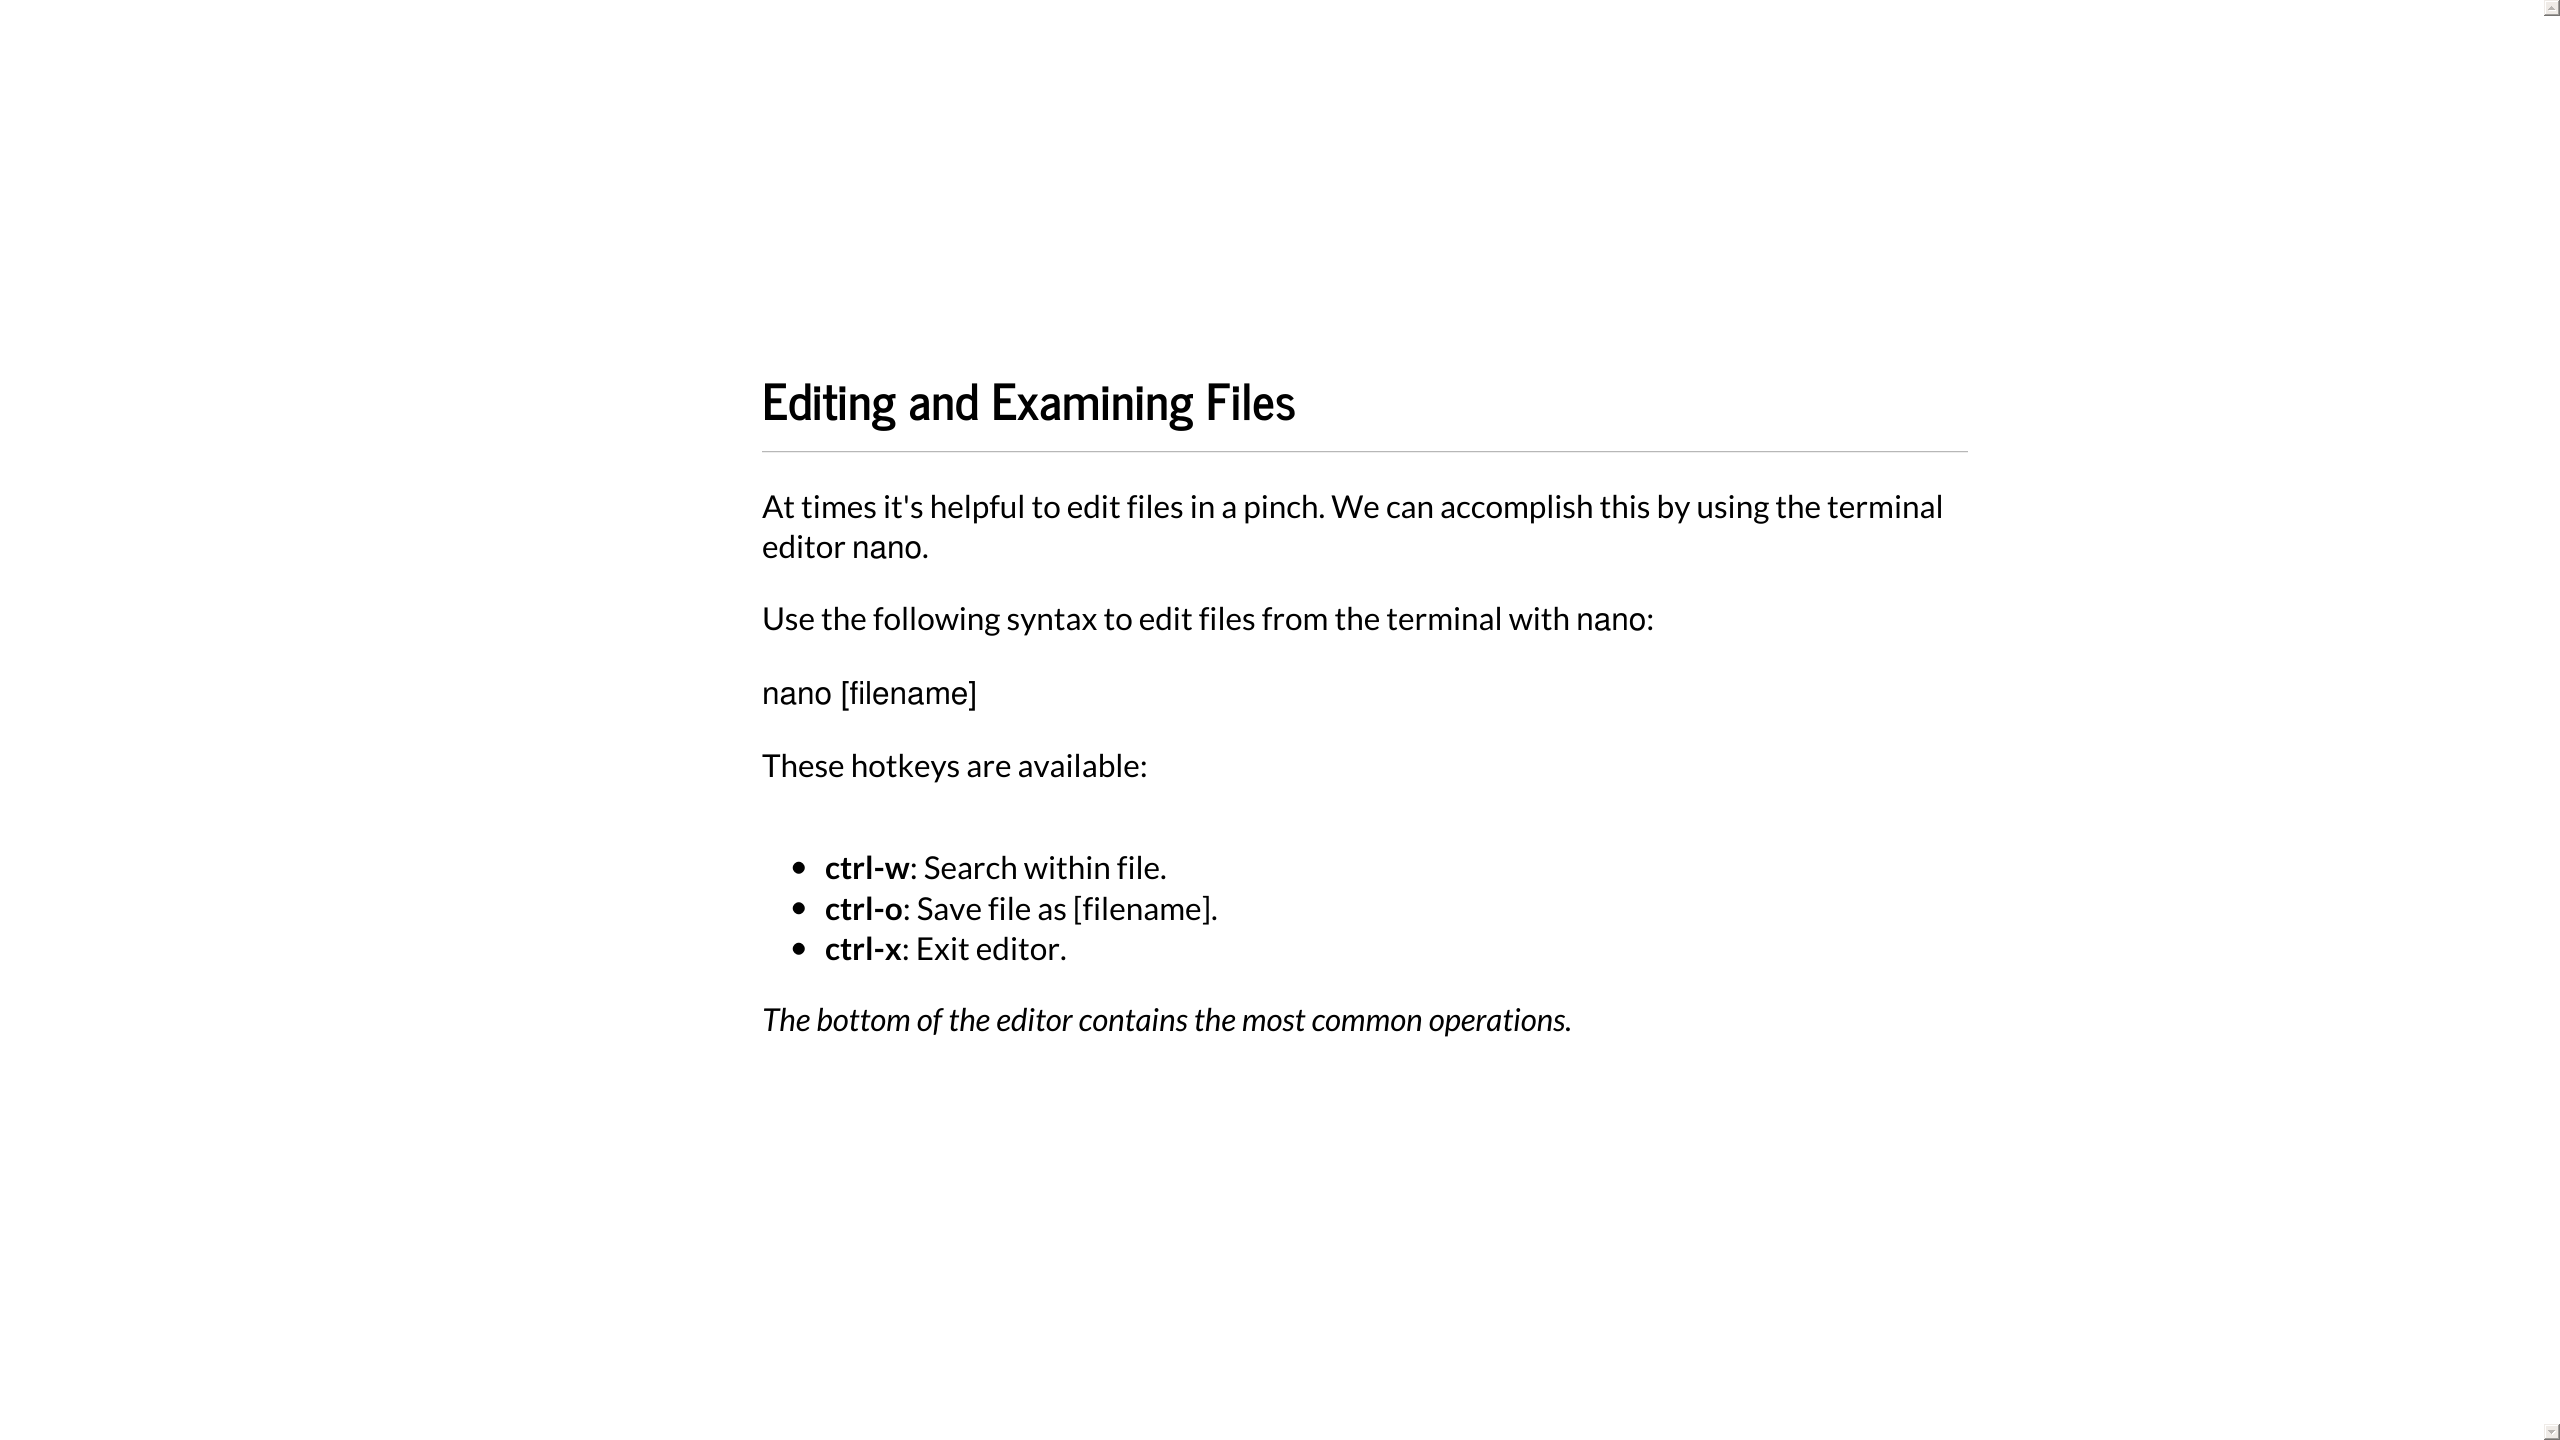 Editing and Examining Files
At times it's helpful to edit files in a pinch. We can accomplish this by using the terminal
editor nano.
Use the following syntax to edit files from the terminal with nano:
nano [filename]
These hotkeys are available:
• ctrl-w: Search within file.
• ctrl-o: Save file as [filename].
• ctrl-x: Exit editor.
The bottom of the editor contains the most common operations.